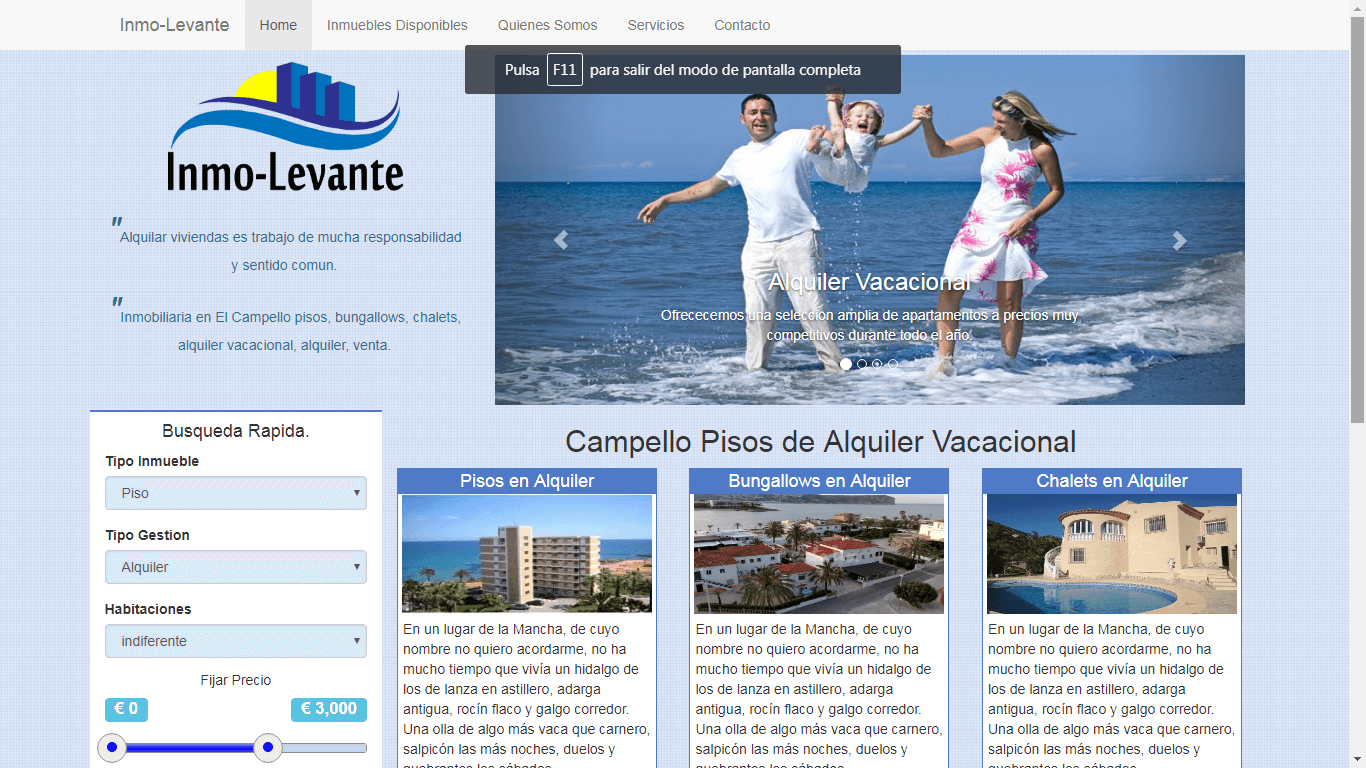 Inmo-Levante Home Inmuebles Disponibles Quienes Somos Servicios Contacto
Pulsa F11 para salir del modo de pantalla completa
Inmo-Levante
"
Alquilar viviendas es trabajo de mucha responsabilidad
y sentido comun.
"
Inmobiliaria en El Campello pisos, bungallows, chalets,
alquiler vacacional, alquiler, venta.
Alquiler Vacacional
Ofrececemos una selección amplia de apartamentos a precios muy
competitivos durante todo el año.
Busqueda Rapida.
Tipo Inmueble
Piso
Tipo Gestion
Alquiler
Habitaciones
indiferente
Fijar Precio
€ 0 € 3,000
Campello Pisos de Alquiler Vacacional
Pisos en Alquiler
En un lugar de la Mancha, de cuyo
nombre no quiero acordarme, no ha
mucho tiempo que vivía un hidalgo de
los de lanza en astillero, adarga
antigua, rocín flaco y galgo corredor.
Una olla de algo más vaca que carnero,
salpicón las más noches, duelos y
quebrantos los sábados,
Bungallows en Alquiler
En un lugar de la Mancha, de cuyo
nombre no quiero acordarme, no ha
mucho tiempo que vivía un hidalgo de
los de lanza en astillero, adarga
antigua, rocín flaco y galgo corredor.
Una olla de algo más vaca que carnero,
salpicón las más noches, duelos y
quebrantos los sábados,
Chalets en Alquiler
En un lugar de la Mancha, de cuyo
nombre no quiero acordarme, no ha
mucho tiempo que vivía un hidalgo de
los de lanza en astillero, adarga
antigua, rocín flaco y galgo corredor.
Una olla de algo más vaca que carnero,
salpicón las más noches, duelos y
quebrantos los sábados,